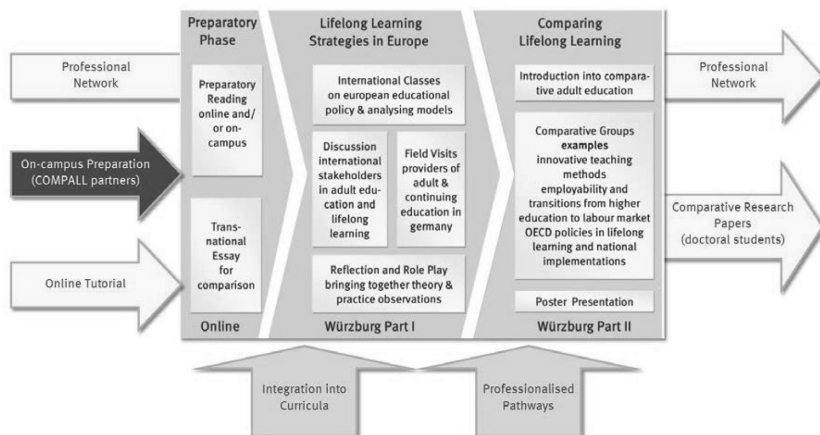 Preparatory
Phase
Lifelong Learning
Strategies in Europe
Comparing
Lifelong Learning
Professional
Network
On-campus Preparation
(COMPALL partners)
Online Tutorial
Preparatory
Reading
online and/
or on-
campus
Trans-
national
Essay
for
comparison
Online
International Classes
on european educational
policy & analysing models
Discussion
international
stakeholders
in adult edu-
cation and
lifelong
learning
Field Visits
providers of
adult &
continuing
education in
germany
Reflection and Role Play
bringing together theory &
practice observations
Würzburg Part I
Introduction into compara-
tive adult education
Comparative Groups
examples
innovative teaching
methods
employability and
transitions from higher
education to labour market
OECD policies in lifelong
learning and national
implementations
Poster Presentation
Würzburg Part II
Professional
Network
Comparative Research
Papers
(doctoral students)
Integration into
Curricula
Professionalised
Pathways